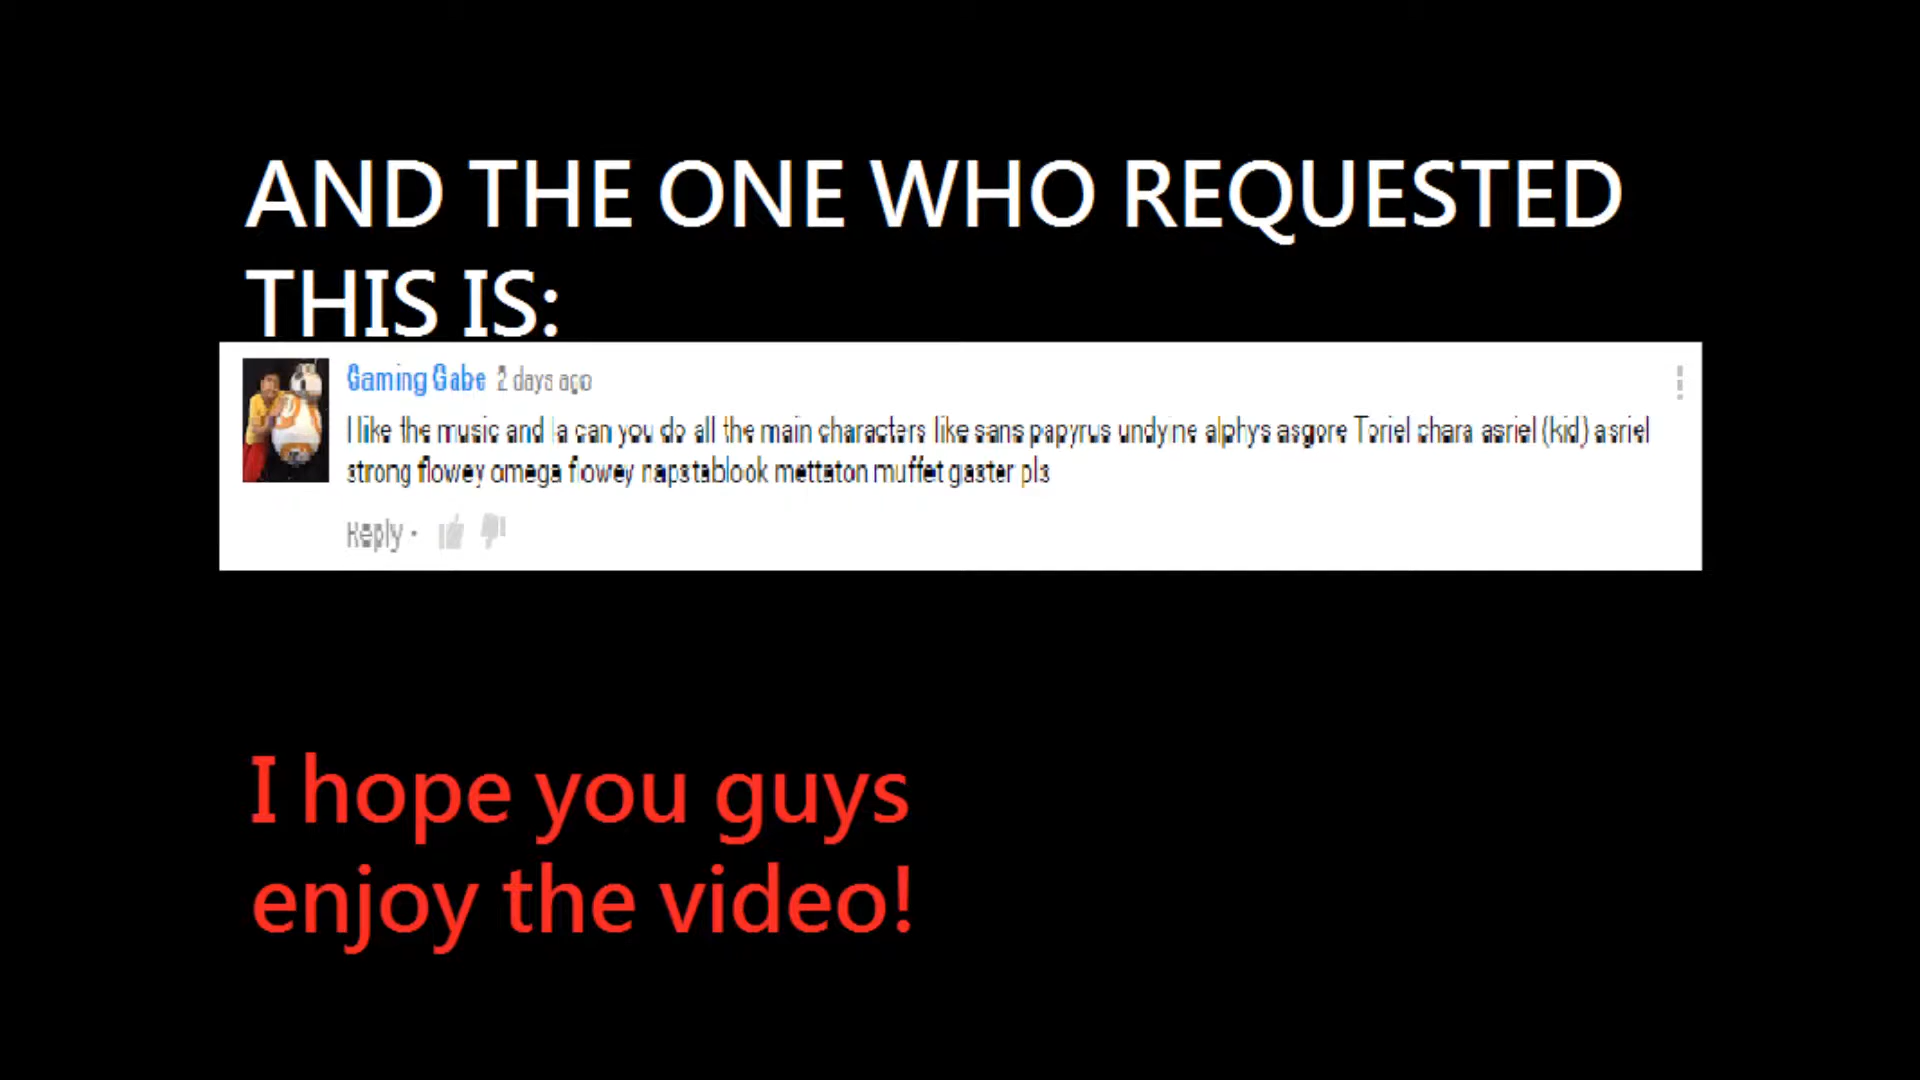 AND THE ONE WHO REQUESTED
THIS IS:
Gaming Gabe 2 days ago
I like the music and la can you do all the main characters like sans papyrus undyine alphys asgore Toriel chara asriel (kid) asriel
strong flowey omega flowey napstablook mettaton muffet gaster pls
Reply •
I hope you guys
enjoy the video!